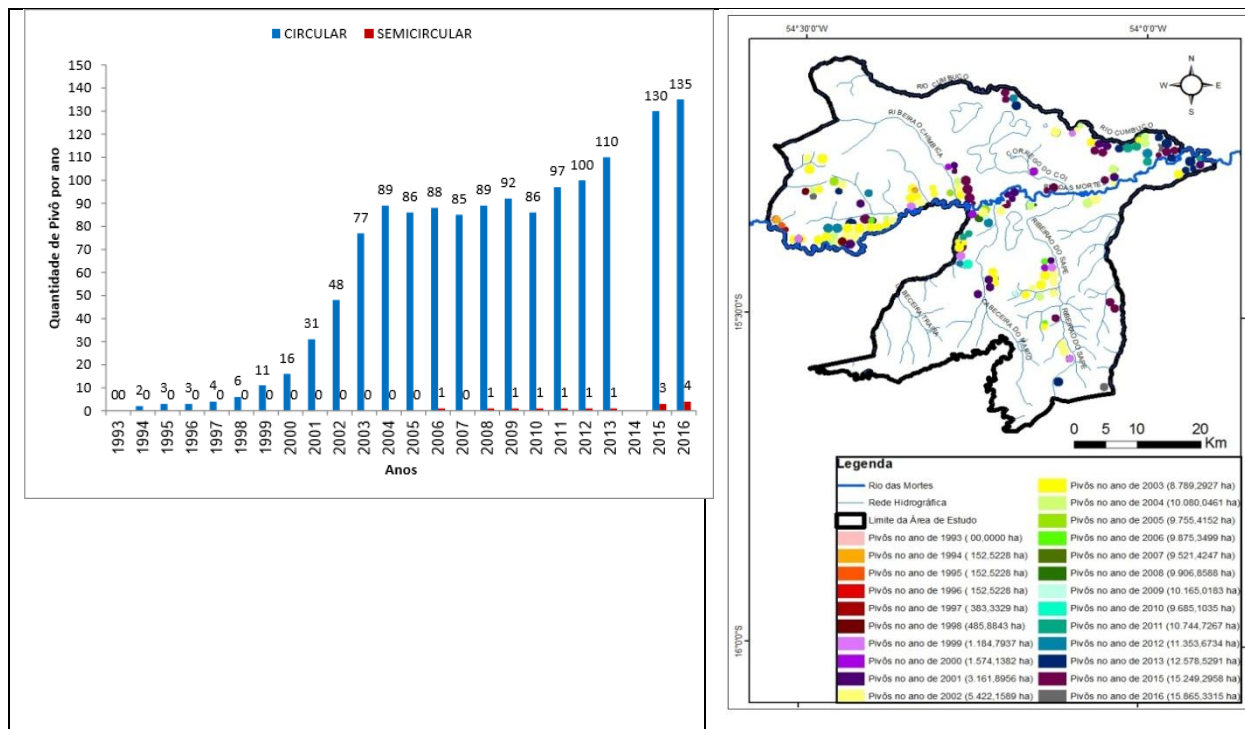 CIRCULAR SEMICIRCULAR
Quantidade de Pivô por ano
150
140
130
120
110
100
90
80
70
60
50
40
30
20
10
0
00 2 0 3 0 3 0 4 0 6 0 11 0 16 0 31 0 48 0 77 0 89 0 86 0 88 1 85 0 89 1 92 1 86 1 97 1 100 1 110 1 130 3 135 4
1993 1994 1995 1996 1997 1998 1999 2000 2001 2002 2003 2004 2005 2006 2007 2008 2009 2010 2011 2012 2013 2014 2015 2016
Anos
54°30'0"W 54°0'0"W
N
W E
S
RIO CUMBUCO
RIBEIRÃO CHIMBICA
RIO CUMBUCO
CORREGO DO COI
DAS MORTE
RIBEIRÃO DO SAPE
CABECEIRA DO MARTO
RIBEIRÃO DO SAPE
15°30'0"S
16°0'0"S
0 5 10 20
Km
Legenda
Rio das Mortes
Rede Hidrográfica
Limite da Área de Estudo
Pivôs no ano de 1993 ( 00,0000 ha)
Pivôs no ano de 1994 ( 152,5228 ha)
Pivôs no ano de 1995 ( 152,5228 ha)
Pivôs no ano de 1996 ( 152,5228 ha)
Pivôs no ano de 1997 ( 383,3329 ha)
Pivôs no ano de 1998 (485,8843 ha)
Pivôs no ano de 1999 (1.184,7937 ha)
Pivôs no ano de 2000 (1.574,1382 ha)
Pivôs no ano de 2001 (3.161,8956 ha)
Pivôs no ano de 2002 (5.422,1589 ha)
Pivôs no ano de 2003 (8.789,2927 ha)
Pivôs no ano de 2004 (10.080,0461 ha)
Pivôs no ano de 2005 (9.755,4152 ha)
Pivôs no ano de 2006 (9.875,3499 ha)
Pivôs no ano de 2007 (9.521,4247 ha)
Pivôs no ano de 2008 (9.906,8588 ha)
Pivôs no ano de 2009 (10.165,0183 ha)
Pivôs no ano de 2010 (9.685,1035 ha)
Pivôs no ano de 2011 (10.744,7267 ha)
Pivôs no ano de 2012 (11.353,6734 ha)
Pivôs no ano de 2013 (12.578,5291 ha)
Pivôs no ano de 2015 (15.249,2958 ha)
Pivôs no ano de 2016 (15.865,3315 ha)